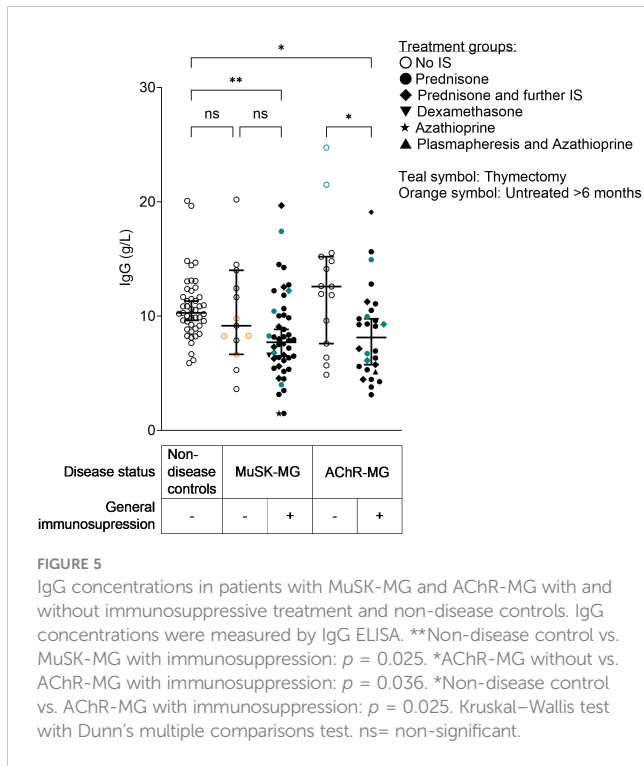 Treatment groups:
No IS
Prednisone
Prednisone and further IS
Dexamethasone
Azathioprine
Plasmapheresis and Azathioprine
Teal symbol: Thymectomy
Orange symbol: Untreated >6 months
*
**
ns
ns
*
30
20
10
0
IgG (g/L)
Disease status
Non-
disease
controls
MuSK-MG
AChR-MG
General
immunosupression
-
-
+
-
+
FIGURE 5
IgG concentrations in patients with MuSK-MG and AChR-MG with and
without immunosuppressive treatment and non-disease controls. IgG
concentrations were measured by IgG ELISA. **Non-disease control vs.
MuSK-MG with immunosuppression: p = 0.025. *AChR-MG without vs.
AChR-MG with immunosuppression: p = 0.036. *Non-disease control
vs. AChR-MG with immunosuppression: p = 0.025. Kruskal–Wallis test
with Dunn’s multiple comparisons test. ns= non-significant.